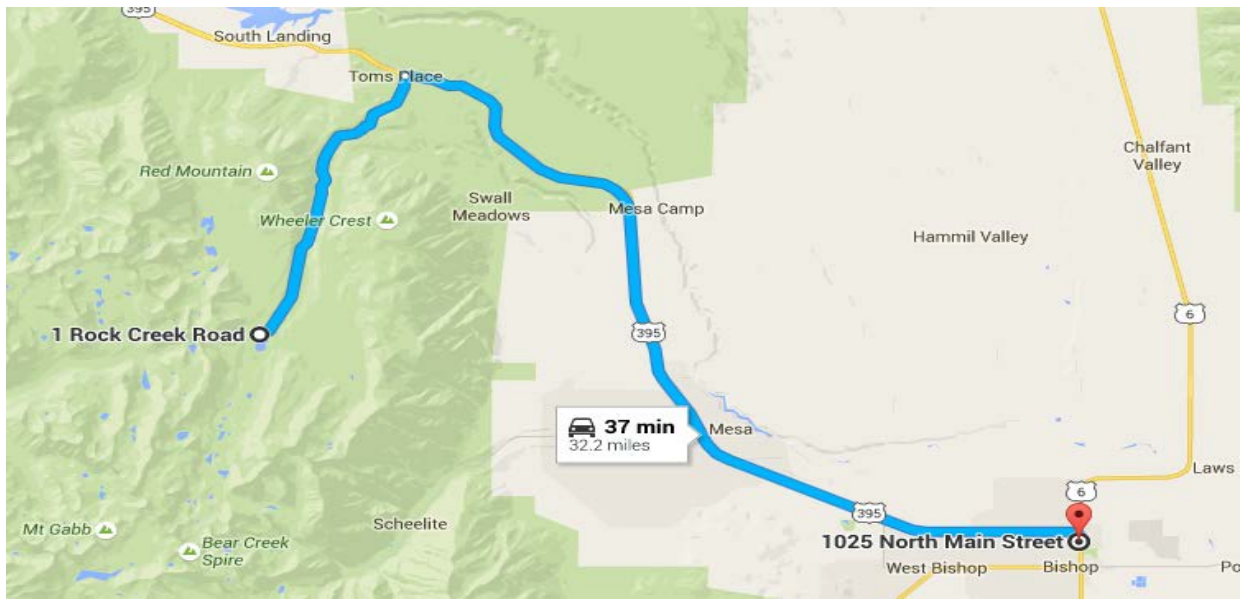 395
South Landing
Toms Place
Red Mountain
Chalfant
Valley
Swall
Meadows
Mesa Camp
Wheeler Crest
Hammil Valley
6
1 Rock Creek Road
395
37 min
32.2 miles
Mesa
Laws
6
395
Scheelite
Mt Gabb
Bear Creek
Spire
1025 North Main Street
West Bishop
Bishop
Po